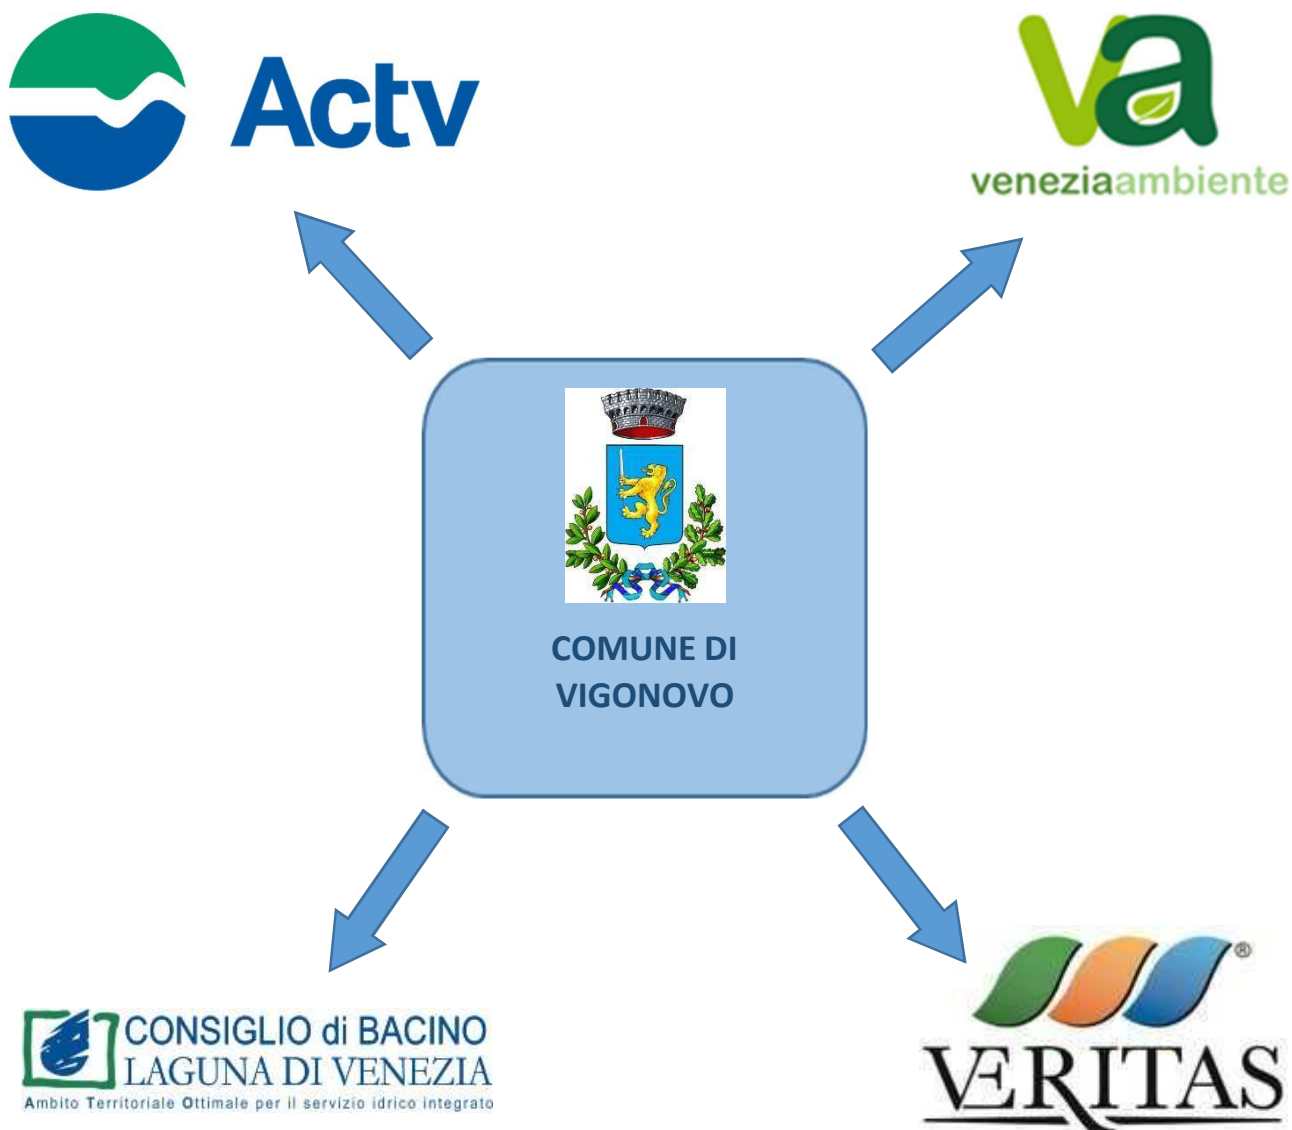 Actv
va
veneziaambiente
COMUNE DI
VIGONOVO
CONSIGLIO di BACINO
LAGUNA DI VENEZIA
Ambito Territoriale Ottimale per il servizio idrico integrato
®
VERITAS